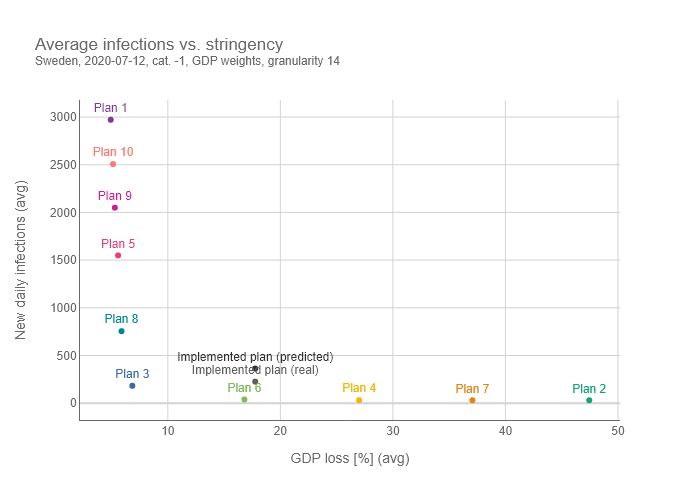 Average infections vs. stringency
Sweden, 2020-07-12, cat. -1, GDP weights, granularity 14
New daily infections (avg)
3000
2500
2000
1500
1000
500
0
Plan 1
Plan 10
Plan 9
Plan 5
Plan 8
Implemented plan (predicted)
Implemented plan (real)
Plan 3
Plan 6
Plan 4
Plan 7
Plan 2
10
20
30
40
50
GDP loss [%] (avg)